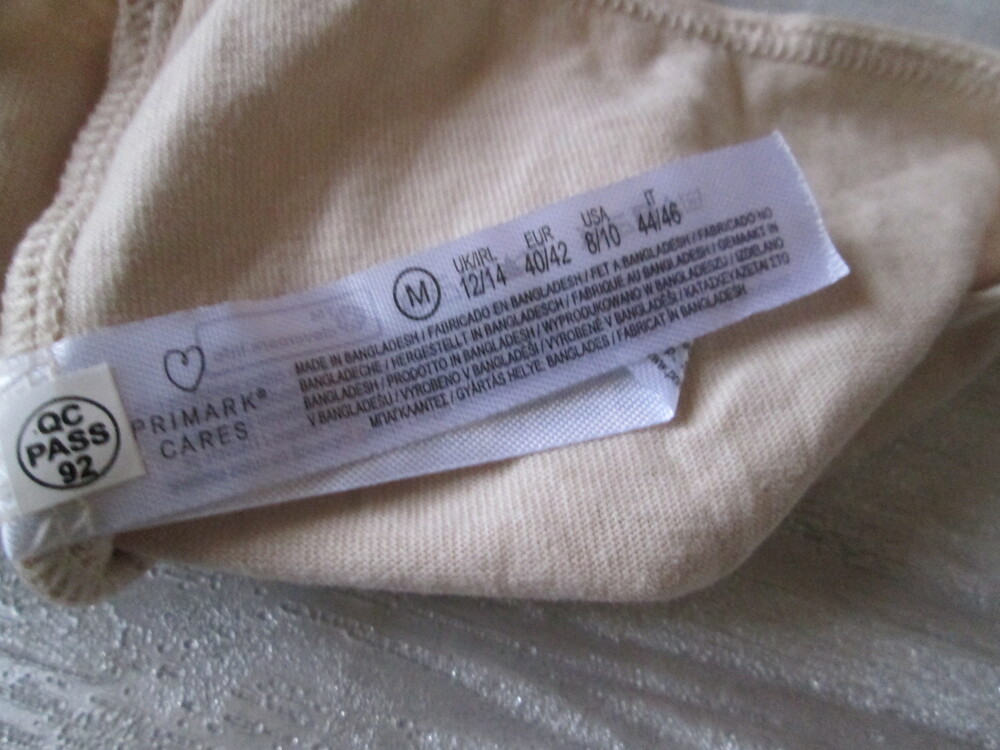 QC
PASS
92
PRIMARK®
CARES
M
UK/IRL EUR USA IT
12/14 40/42 8/10 44/46
MADE IN BANGLADESH / FABRICADO EN BANGLADESH / FET A BANGLADESH / FABRICADO NO
BANGLADECHE / HERGESTELLT IN BANGLADESCH / FABRIQUE AU BANGLADESH / GEMAAKT IN
BANGLADESH / PRODOTTO IN BANGLADESH / WYPRODUKOWANO W BANGLADESZU / IZDELANO
V BANGLADEŠU / VYROBENO V BANGLADÉŠI / VYROBENÉ V BANGLADÉŠI / ΚΑΤΑΣΚΕΥΑΖΕΤΑΙ ΣΤΟ
ΜΠΑΓΚΛΑΝΤΕΣ / GYÁRTÁS HELYE: BANGLADES / FABRICAT ÎN BANGLADESH